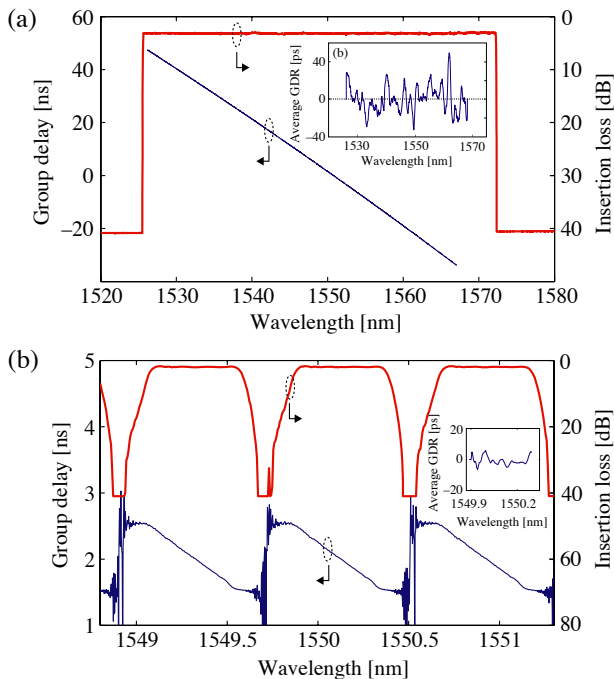 (a)
60
40
20
0
−20
Group delay [ns]
0
10
20
30
40
Insertion loss [dB]
1520 1530 1540 1550 1560 1570 1580
Wavelength [nm]
(b)
40
0
−40
Average GDR [ps]
1530 1550 1570
Wavelength [nm]
(b)
5
4
3
2
1
Group delay [ns]
0
20
40
60
80
Insertion loss [dB]
1549 1549.5 1550 1550.5 1551
Wavelength [nm]
20
0
−20
Average GDR [ps]
1549.9 1550.2
Wavelength [nm]